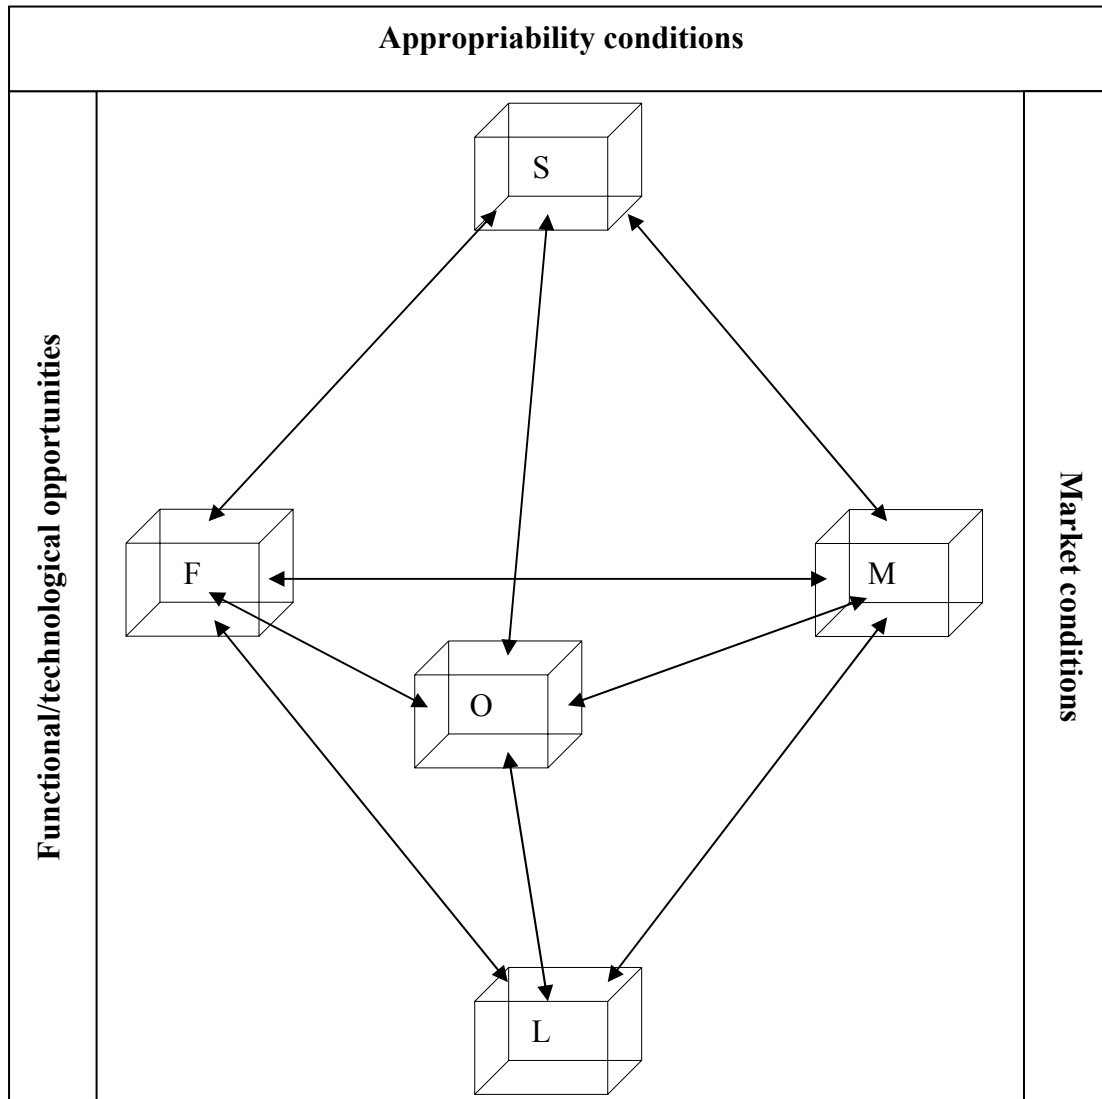 Appropriability conditions
S
Functional/technological opportunities
F
M
Market conditions
O
L